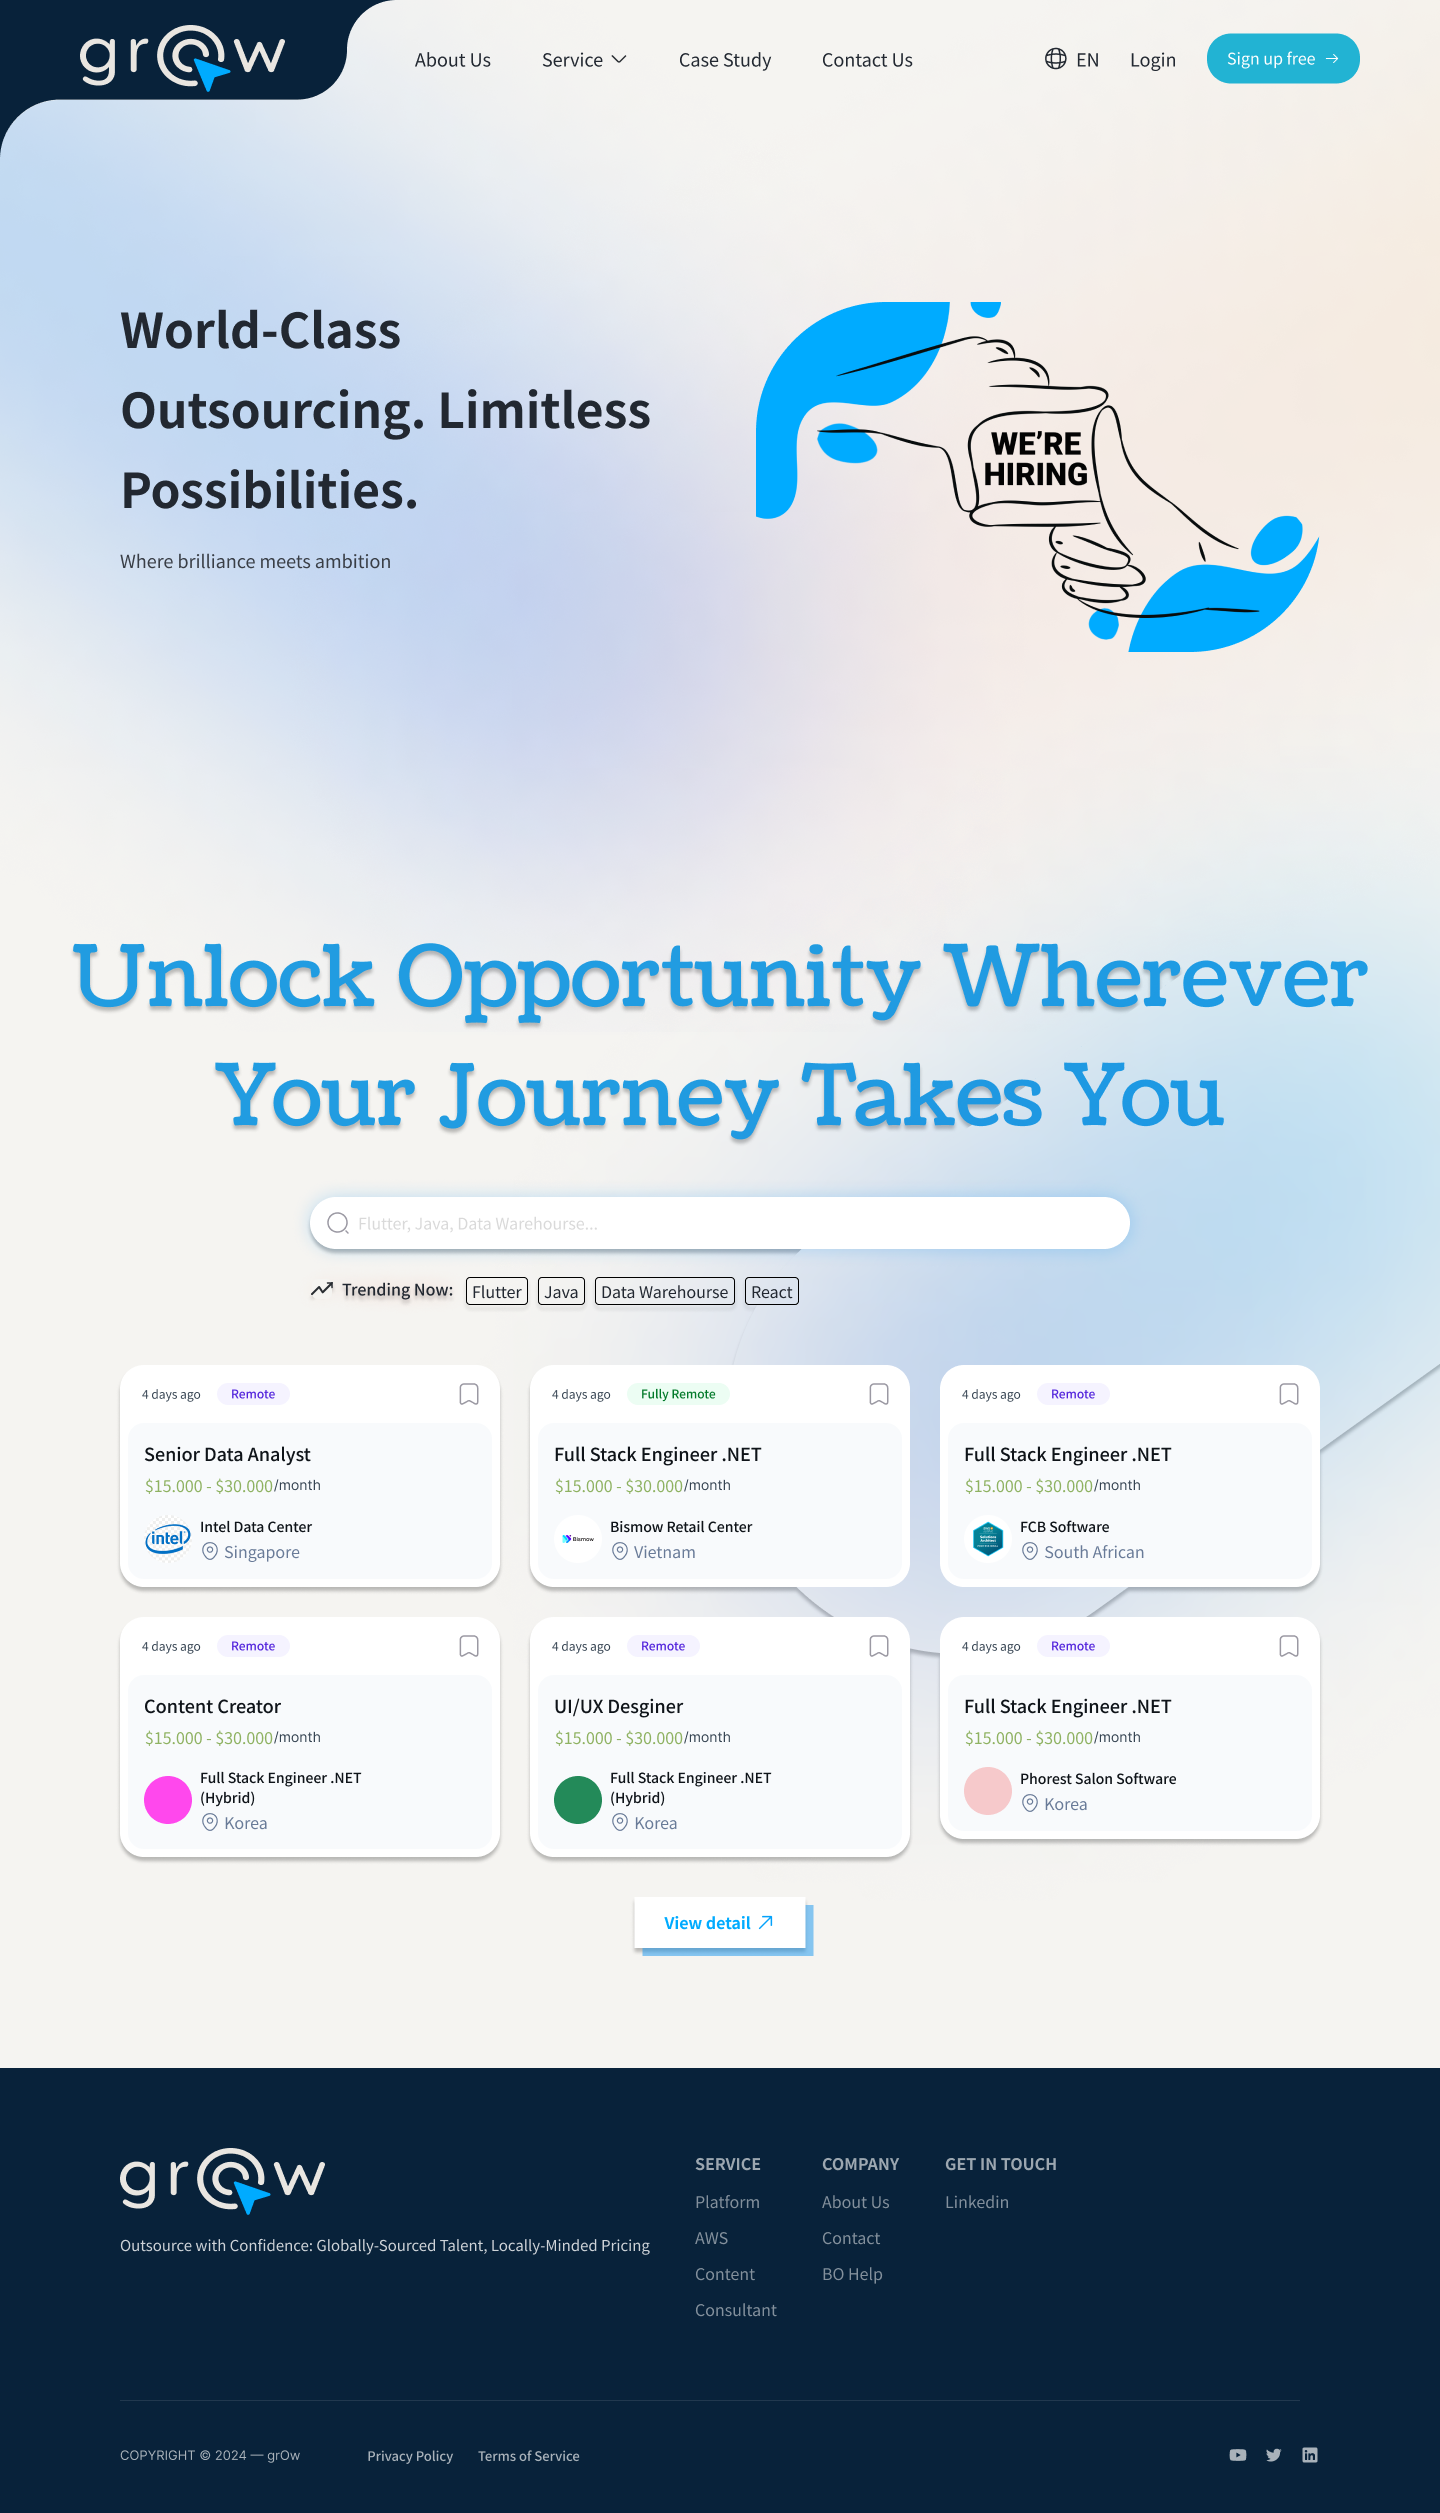 grow
About Us
Service
Case Study
Contact Us
EN
Login
Sign up free →
World-Class
Outsourcing. Limitless
Possibilities.
Where brilliance meets ambition
WE'RE
HIRING
Unlock Opportunity Wherever
Your Journey Takes You
Flutter, Java, Data Warehourse...
Trending Now: Flutter Java Data Warehourse React
4 days ago Remote
Senior Data Analyst
$15.000 - $30.000/month
intel
Intel Data Center
Singapore
4 days ago Fully Remote
Full Stack Engineer .NET
$15.000 - $30.000/month
Bismow
Bismow Retail Center
Vietnam
4 days ago Remote
Full Stack Engineer .NET
$15.000 - $30.000/month
FCB Software
South African
4 days ago Remote
Content Creator
$15.000 - $30.000/month
Full Stack Engineer .NET
(Hybrid)
Korea
4 days ago Remote
UI/UX Desginer
$15.000 - $30.000/month
Full Stack Engineer .NET
(Hybrid)
Korea
4 days ago Remote
Full Stack Engineer .NET
$15.000 - $30.000/month
Phorest Salon Software
Korea
View detail
grow
Outsource with Confidence: Globally-Sourced Talent, Locally-Minded Pricing
SERVICE
Platform
AWS
Content
Consultant
COMPANY
About Us
Contact
BO Help
GET IN TOUCH
Linkedin
COPYRIGHT © 2024 — grOw
Privacy Policy
Terms of Service